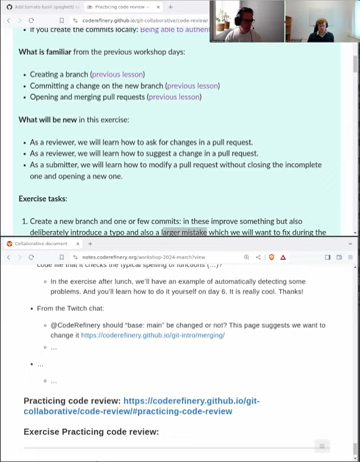 Add tomato basil spaghetti
Practicing code review —
coderefinery.github.io/git-collaborative/code-review/
If you create the commits locally: Being able to authen
What is familiar from the previous workshop days:
Creating a branch (previous lesson)
Committing a change on the new branch (previous lesson)
Opening and merging pull requests (previous lesson)
What will be new in this exercise:
As a reviewer, we will learn how to ask for changes in a pull request.
As a reviewer, we will learn how to suggest a change in a pull request.
As a submitter, we will learn how to modify a pull request without closing the incomplete
one and opening a new one.
Exercise tasks:
1. Create a new branch and one or few commits: in these improve something but also
deliberately introduce a typo and also a larger mistake which we will want to fix during the
Collaborative document
notes.coderefinery.org/workshop-2024-march/view
code file that it checks the typical spelling of functions (...)?
In the exercise after lunch, we'll have an example of automatically detecting some
problems. And you'll learn how to do it yourself on day 6. It is really cool. Thanks!
From the Twitch chat:
@CodeRefinery should "base: main" be changed or not? This page suggests we want to
change it https://coderefinery.github.io/git-intro/merging/
...
...
...
Practicing code review: https://coderefinery.github.io/git-
collaborative/code-review/#practicing-code-review
Exercise Practicing code review: